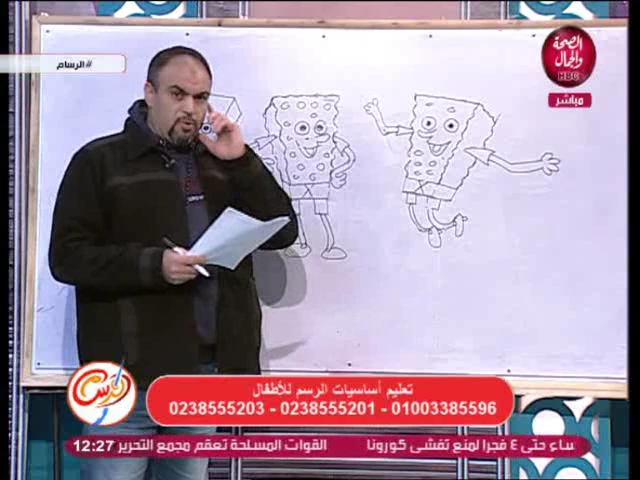 #الرسام
الصحة
والجمال
HBC
مباشر
تعليم أساسيات الرسم للأطفال
0238555203 - 0238555201 - 01003385596
12:27
ساء حتى ٤ فجرا لمنع تفشى كورونا القوات المسلحة تعقم مجمع التحرير